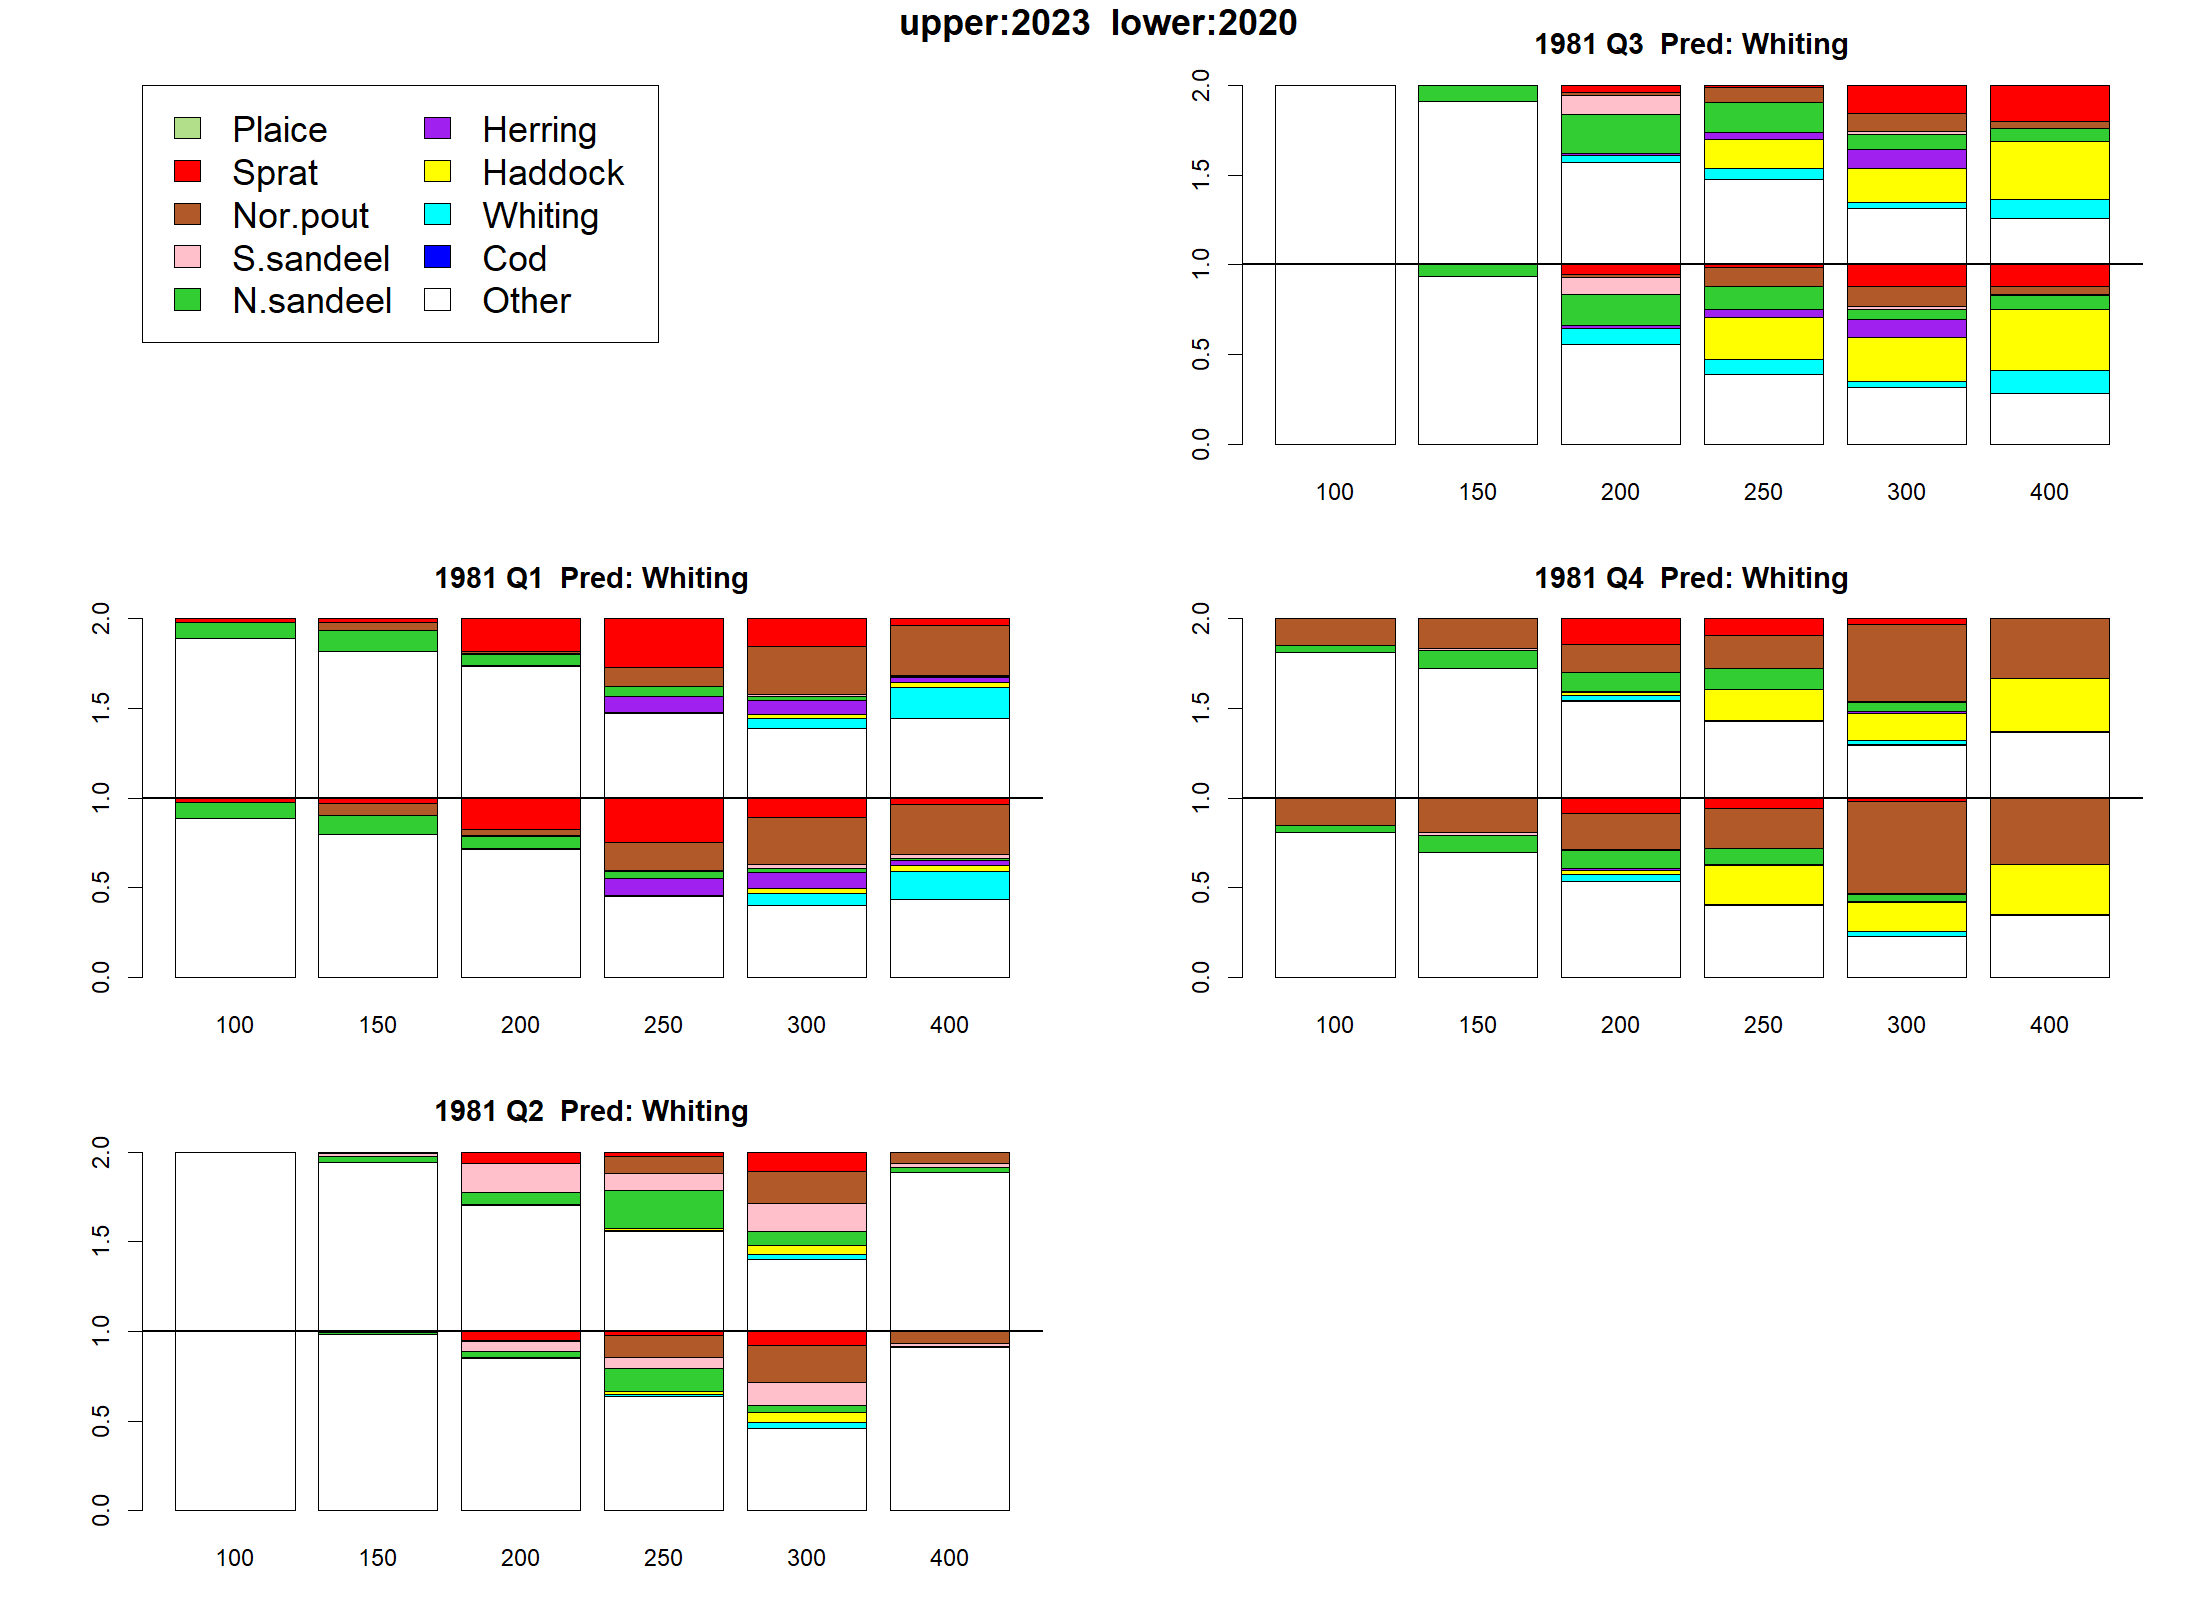 upper:2023  lower:2020
Plaice
Sprat
Nor.pout
S.sandeel
N.sandeel
Herring
Haddock
Whiting
Cod
Other
1981 Q3  Pred: Whiting
2.0
1.5
1.0
0.5
0.0
100 150 200 250 300 400
1981 Q1  Pred: Whiting
2.0
1.5
1.0
0.5
0.0
100 150 200 250 300 400
1981 Q4  Pred: Whiting
2.0
1.5
1.0
0.5
0.0
100 150 200 250 300 400
1981 Q2  Pred: Whiting
2.0
1.5
1.0
0.5
0.0
100 150 200 250 300 400